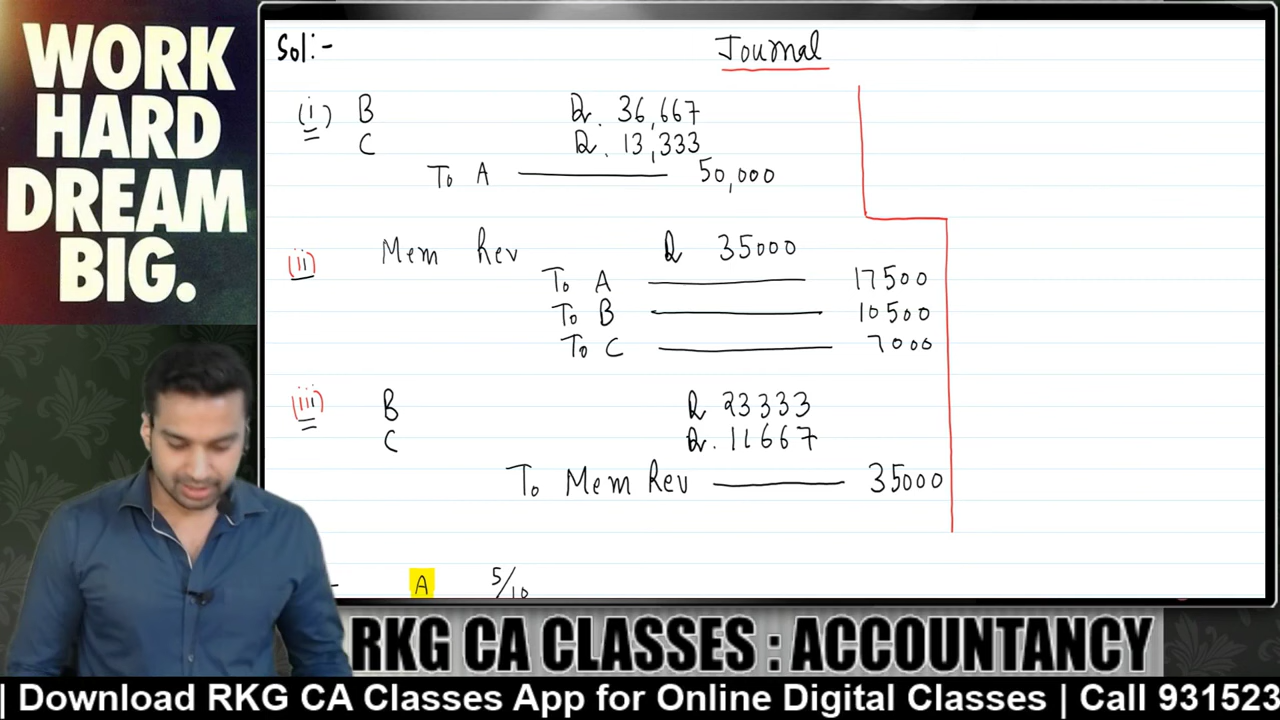 WORK
HARD
DREAM
BIG.
Sol:-
Journal
(i) B Dr. 36,667
C Dr. 13,333
To A 50,000
(ii) Mem Rev Dr 35000
To A 17500
To B 10500
To C 7000
(iii) B Dr 23333
C Dr. 11667
To Mem Rev 35000
A 5/10
RKG CA CLASSES : ACCOUNTANCY
| Download RKG CA Classes App for Online Digital Classes | Call 931523